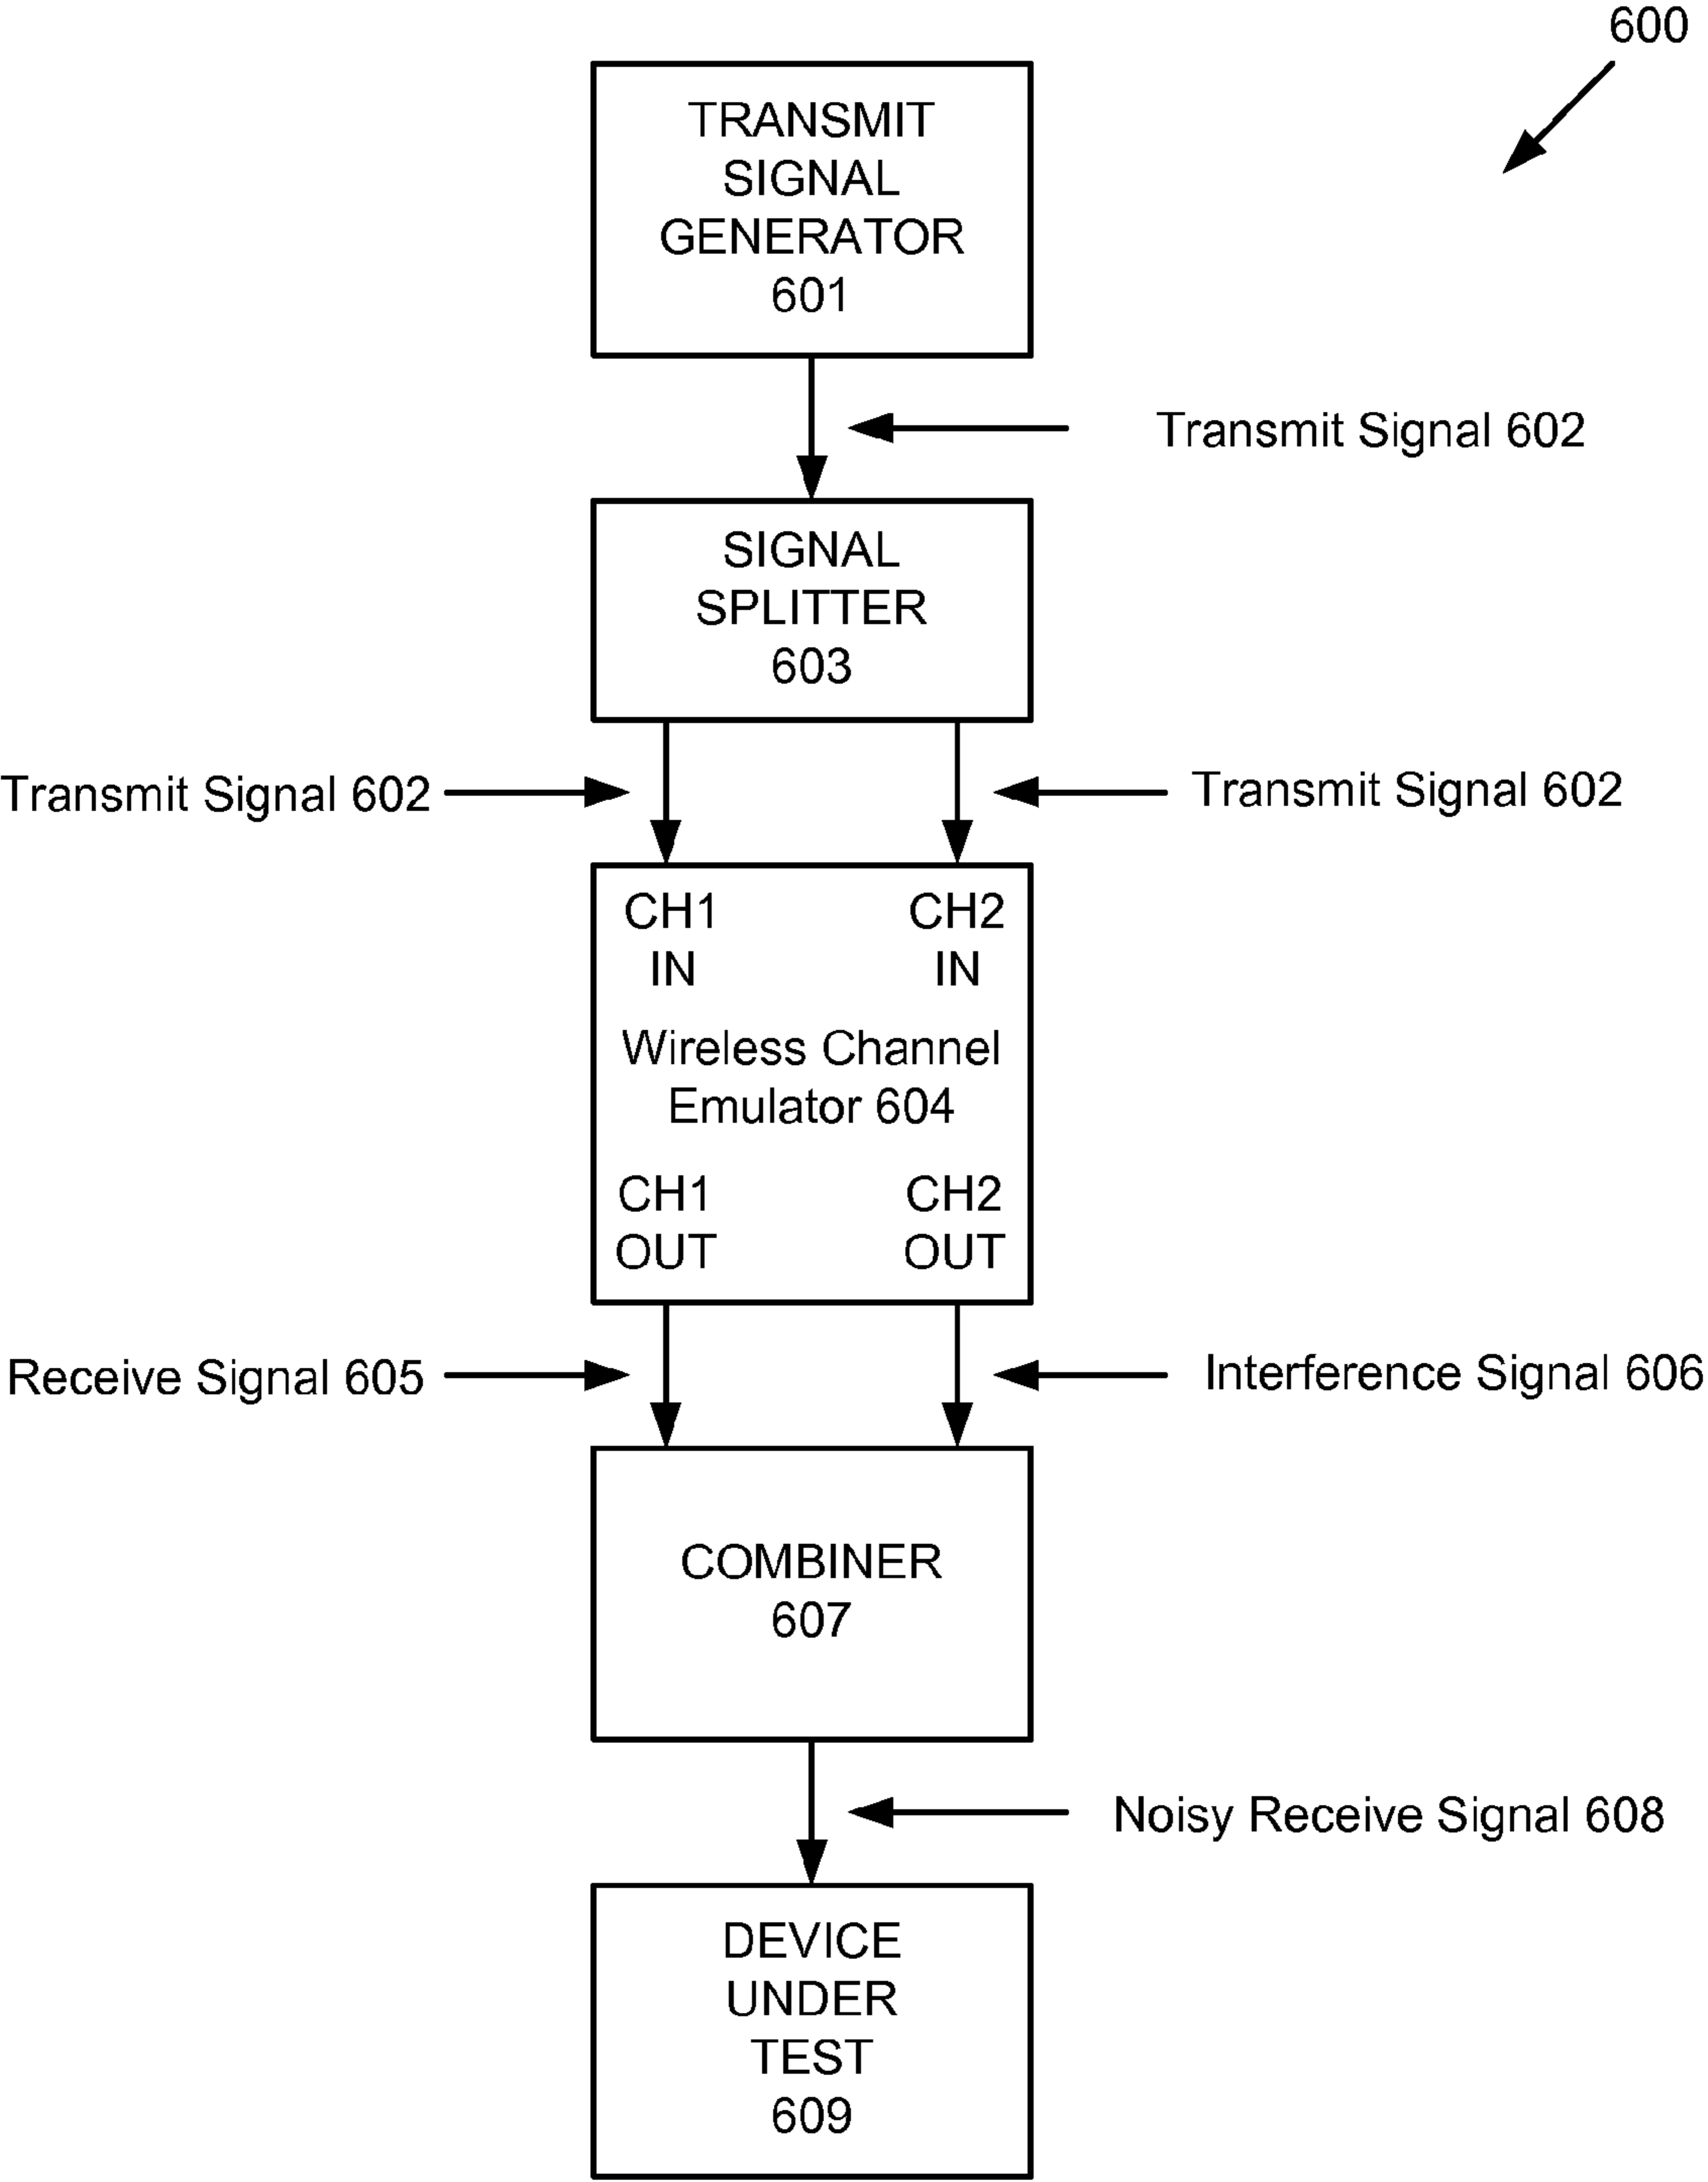 600
TRANSMIT
SIGNAL
GENERATOR
601
Transmit Signal 602
SIGNAL
SPLITTER
603
Transmit Signal 602
Transmit Signal 602
CH1 CH2
IN IN
Wireless Channel
Emulator 604
CH1 CH2
OUT OUT
Receive Signal 605
Interference Signal 606
COMBINER
607
Noisy Receive Signal 608
DEVICE
UNDER
TEST
609